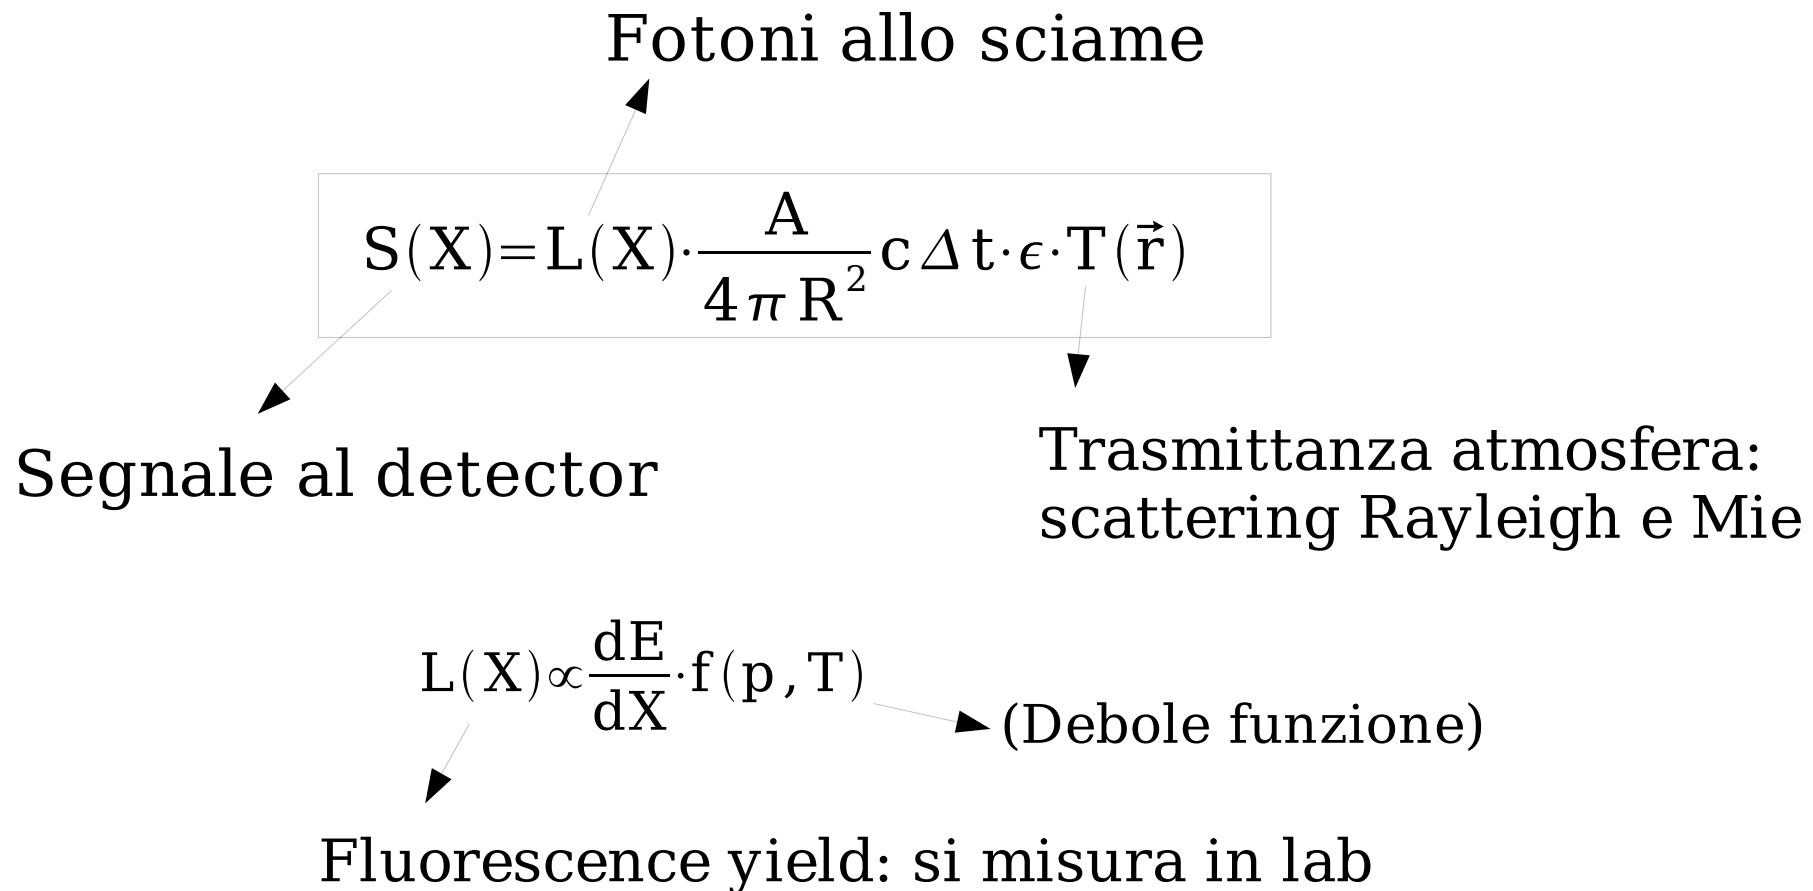 Fotoni allo sciame
S(X)=L(X)·A/(4πR²) cΔt·ϵ·T(r⃗)
Segnale al detector
Trasmittanza atmosfera:
scattering Rayleigh e Mie
L(X)∝dE/dX·f(p,T)
(Debole funzione)
Fluorescence yield: si misura in lab